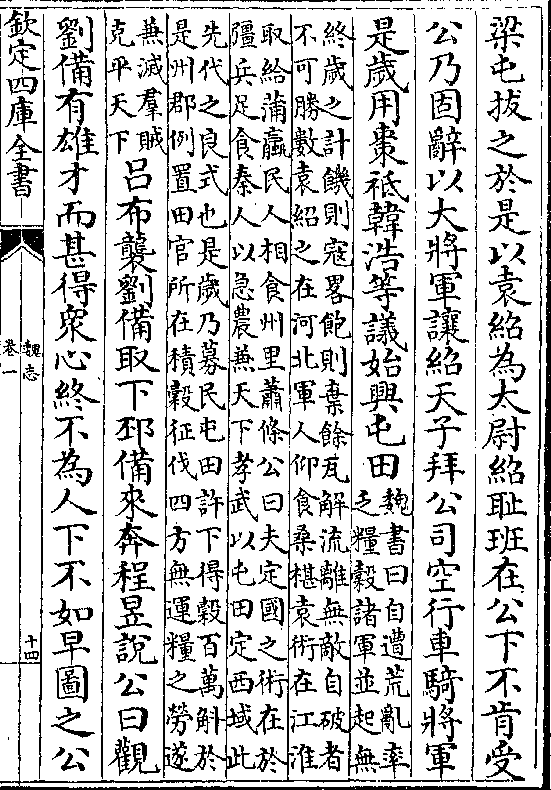 梁屯拔之於是以袁紹為太尉紹耻班在公下不肯受
公乃固辭以大將軍讓紹天子拜公司空行車騎將軍
是歲用棗祗韓浩等議始興屯田
魏書曰自遭荒亂率
乏糧穀諸軍並起無
終歲之計饑則寇畧飽則棄餘瓦解流離無敵自破者
不可勝數袁紹之在河北軍人仰食桑椹袁術在江淮
取給蒲蠃民人相食州里蕭條公曰夫定國之術在於
彊兵足食秦人以急農兼天下孝武以屯田定西域此
先代之良式也是歲乃募民屯田許下得穀百萬斛於
是州郡例置田官所在積穀征伐四方無運糧之勞遂
兼滅羣賊
克平天下
呂布襲劉備取下邳備來奔程昱說公曰觀
劉備有雄才而甚得衆心終不為人下不如早圖之公
欽定四庫全書
魏志
卷一
十四